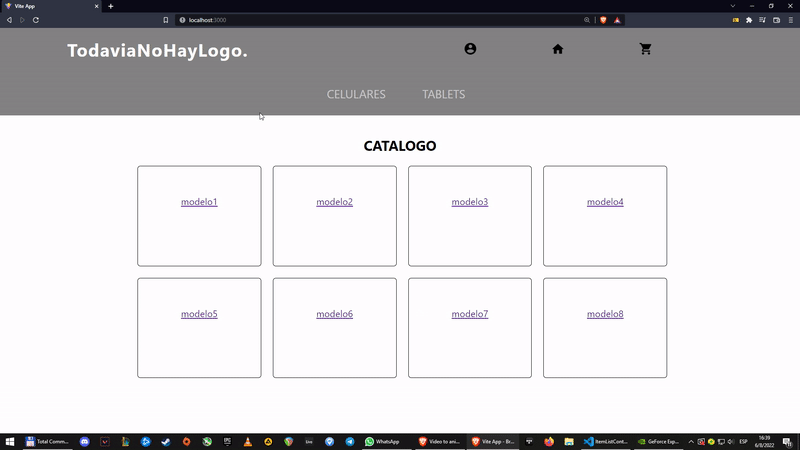 Vite App
localhost:3000
TodaviaNoHayLogo.
CELULARES TABLETS
CATALOGO
modelo1 modelo2 modelo3 modelo4
modelo5 modelo6 modelo7 modelo8
Total Comm... WhatsApp Video to ani... Vite App - Br... ItemListCont... GeForce Exp... ESP 16:39
6/8/2022